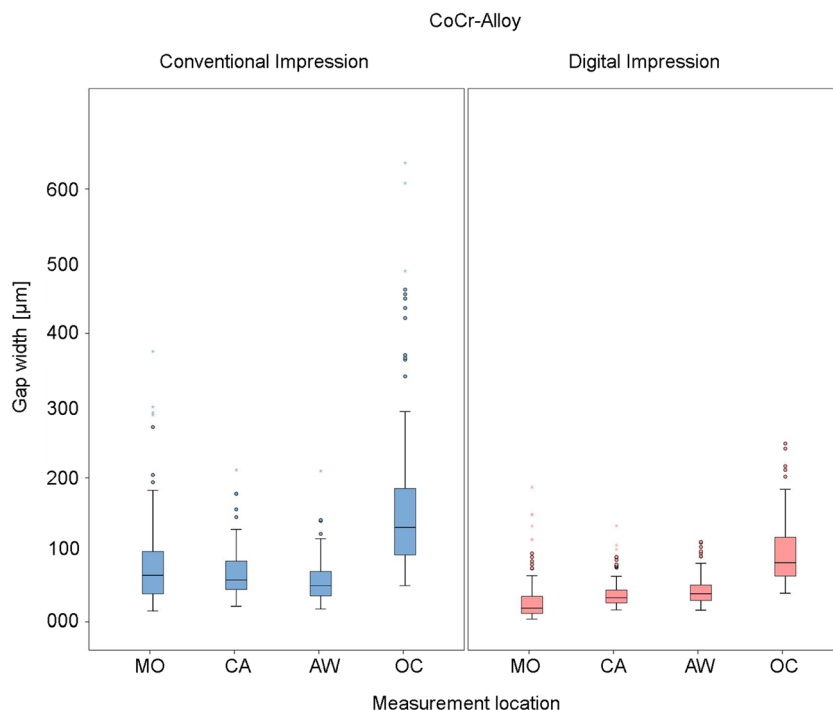 CoCr-Alloy
Conventional Impression
Digital Impression
Gap width [µm]
600
500
400
300
200
100
000
MO CA AW OC
MO CA AW OC
Measurement location